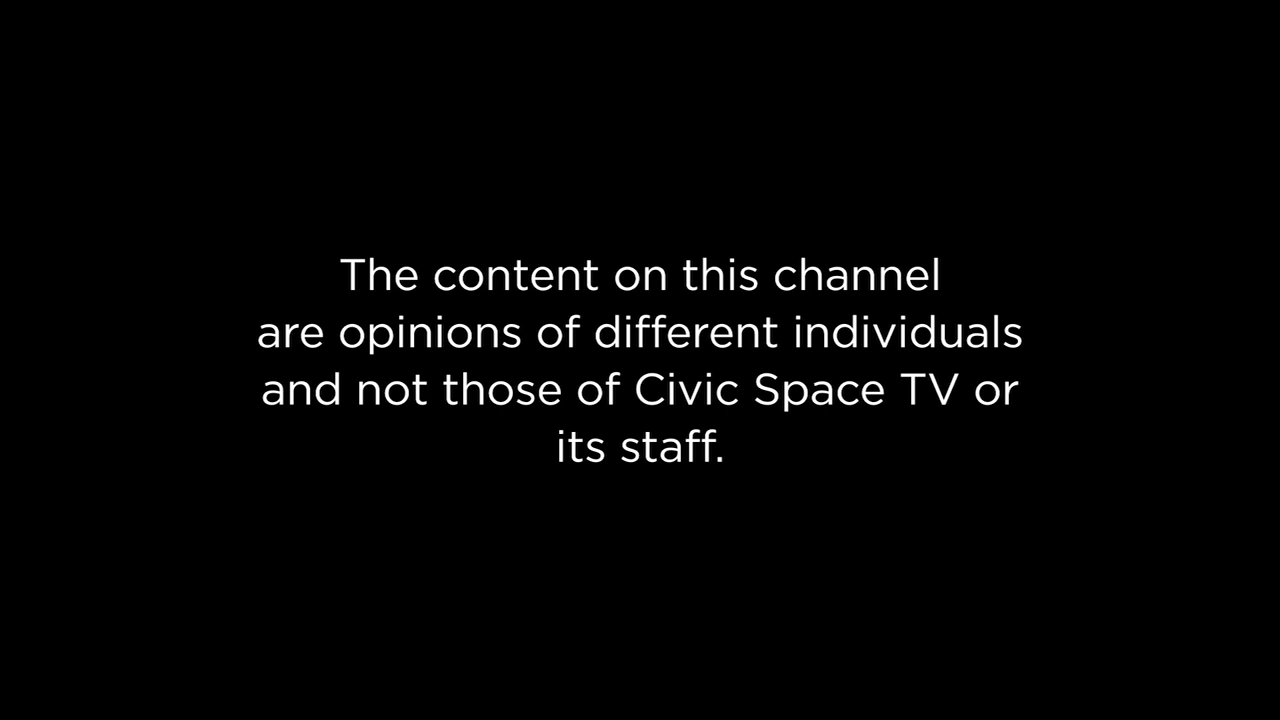 The content on this channel
are opinions of different individuals
and not those of Civic Space TV or
its staff.